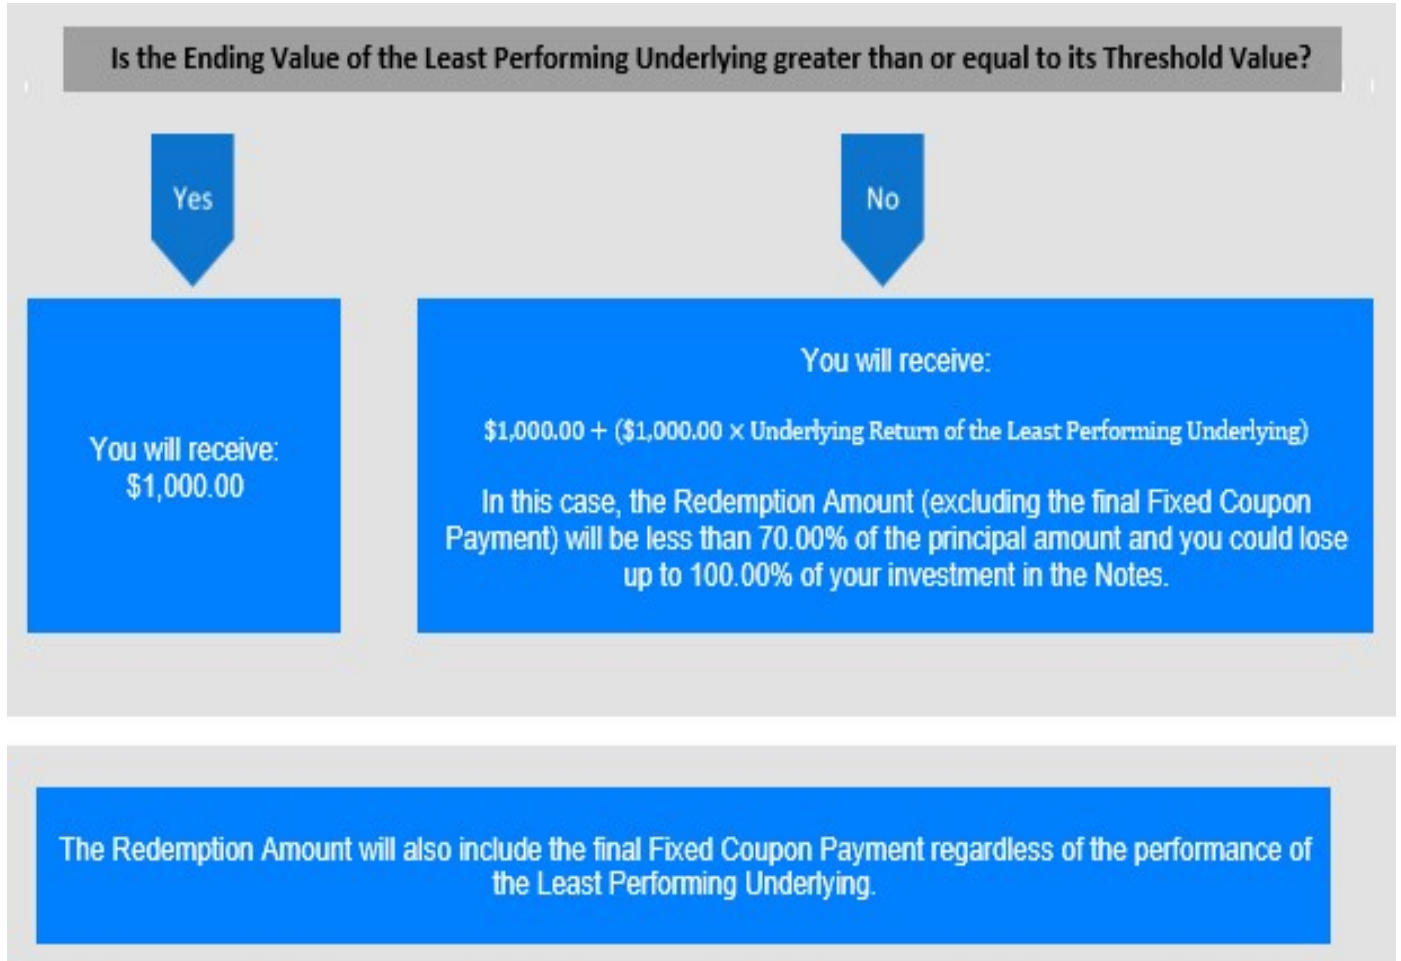 Is the Ending Value of the Least Performing Underlying greater than or equal to its Threshold Value?
Yes
No
You will receive:
$1,000.00
You will receive:
$1,000.00 + ($1,000.00 × Underlying Return of the Least Performing Underlying)
In this case, the Redemption Amount (excluding the final Fixed Coupon
Payment) will be less than 70.00% of the principal amount and you could lose
up to 100.00% of your investment in the Notes.
The Redemption Amount will also include the final Fixed Coupon Payment regardless of the performance of
the Least Performing Underlying.